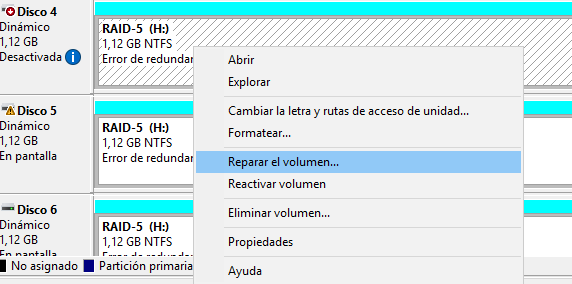 Disco 4
Dinámico
1,12 GB
Desactivada
RAID-5 (H:)
1,12 GB NTFS
Error de
Disco 5
Dinámico
1,12 GB
En pantalla
RAID-5 (H:)
1,12 GB NTFS
Error de
Disco 6
Dinámico
1,12 GB
En pantalla
RAID-5 (H:)
1,12 GB NTFS
No asignado
Partición primaria
Abrir
Explorar
Cambiar la letra y rutas de acceso de unidad...
Formatear...
Reparar el volumen...
Reactivar volumen
Eliminar volumen...
Propiedades
Ayuda